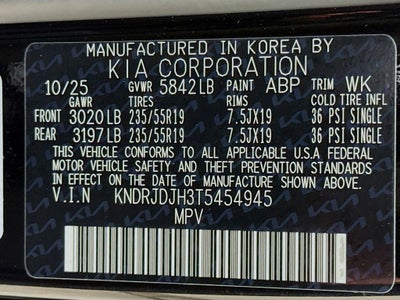 MANUFACTURED IN KOREA BY
KIA CORPORATION
10/25 GVWR 5842LB PAINT ABP TRIM WK
GAWR TIRES RIMS COLD TIRE INFL
FRONT 3020LB 235/55R19 7.5JX19 36 PSI SINGLE
REAR 3197LB 235/55R19 7.5JX19 36 PSI SINGLE
THIS VEHICLE CONFORMS TO ALL APPLICABLE U.S.A FEDERAL
MOTOR VEHICLE SAFETY AND THEFT PREVENTION STANDARDS
IN EFFECT ON THE DATE OF MANUFACTURE SHOWN ABOVE.
V.I.N KNDRJDJH3T5454945
MPV